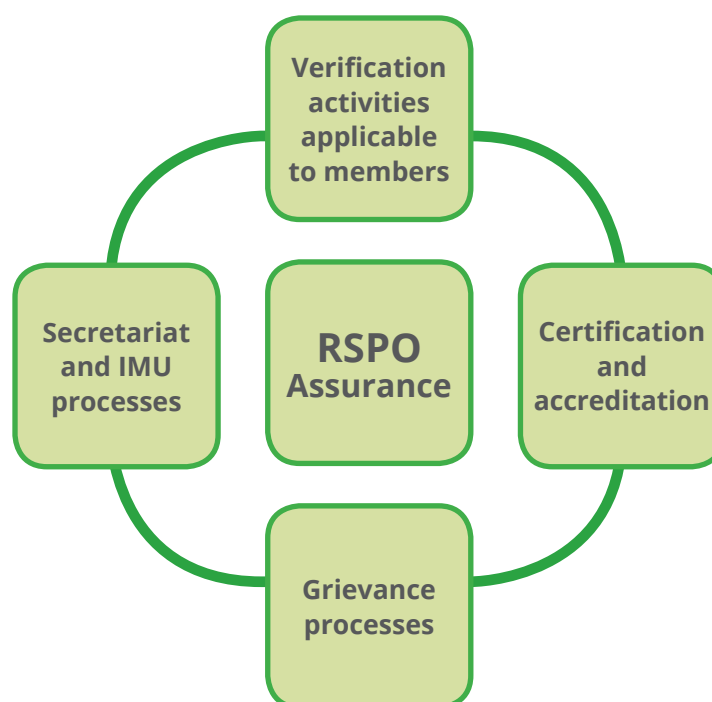 Verification
activities
applicable
to members
Secretariat
and IMU
processes
RSPO
Assurance
Certification
and
accreditation
Grievance
processes